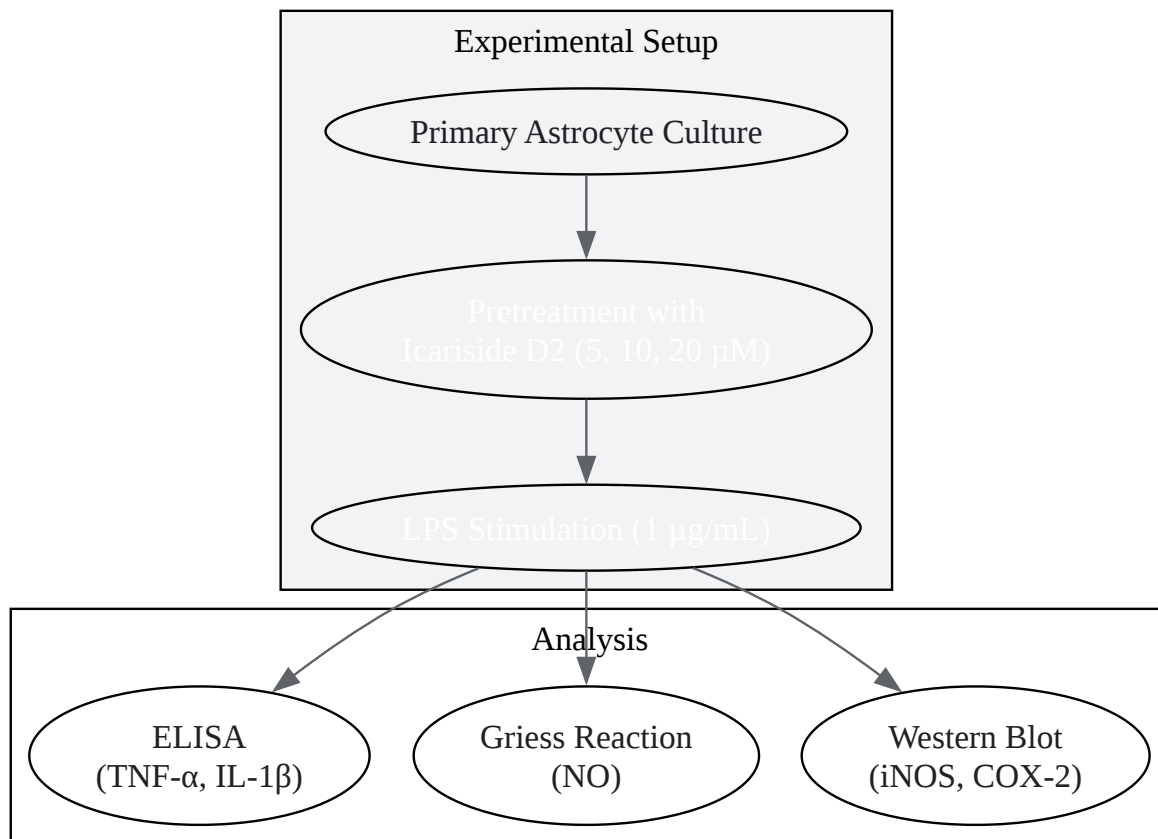 Experimental Setup
Primary Astrocyte Culture
Pretreatment with
Icariside D2 (5, 10, 20 µM)
LPS Stimulation (1 µg/mL)
Analysis
ELISA
(TNF-α, IL-1β)
Griess Reaction
(NO)
Western Blot
(iNOS, COX-2)